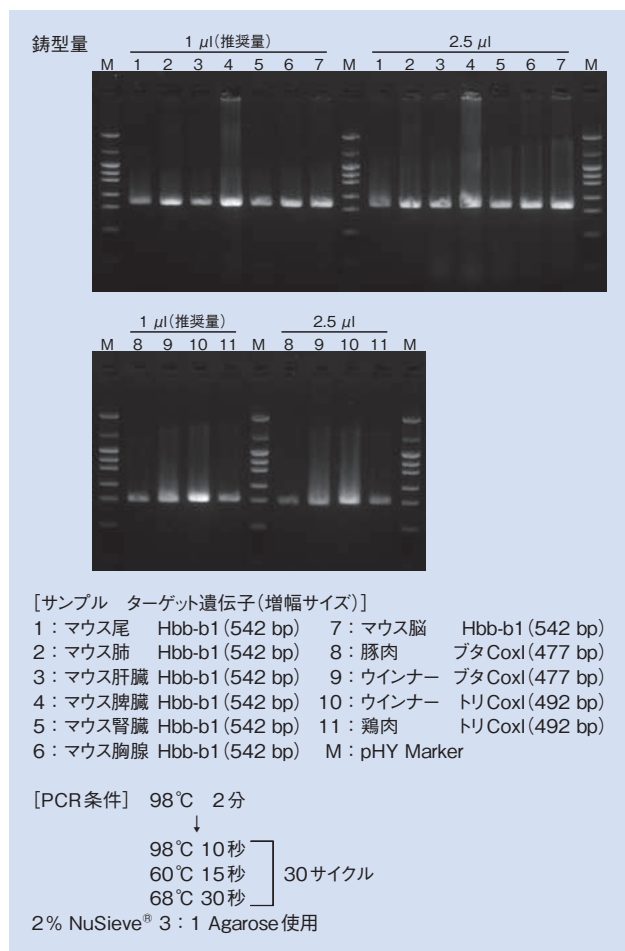 鋳型量
1 μl（推奨量） 2.5 μl
M 1 2 3 4 5 6 7 M 1 2 3 4 5 6 7 M
1 μl（推奨量） 2.5 μl
M 8 9 10 11 M 8 9 10 11 M
[サンプル　ターゲット遺伝子（増幅サイズ）]
1：マウス尾 Hbb-b1（542 bp） 7：マウス脳 Hbb-b1（542 bp）
2：マウス肺 Hbb-b1（542 bp） 8：豚肉 ブタCoxI（477 bp）
3：マウス肝臓 Hbb-b1（542 bp） 9：ウインナー ブタCoxI（477 bp）
4：マウス脾臓 Hbb-b1（542 bp） 10：ウインナー トリCoxI（492 bp）
5：マウス腎臓 Hbb-b1（542 bp） 11：鶏肉 トリCoxI（492 bp）
6：マウス胸腺 Hbb-b1（542 bp） M：pHY Marker
[PCR条件] 98℃ 2分
↓
98℃ 10秒
60℃ 15秒 30サイクル
68℃ 30秒
2% NuSieve® 3：1 Agarose使用